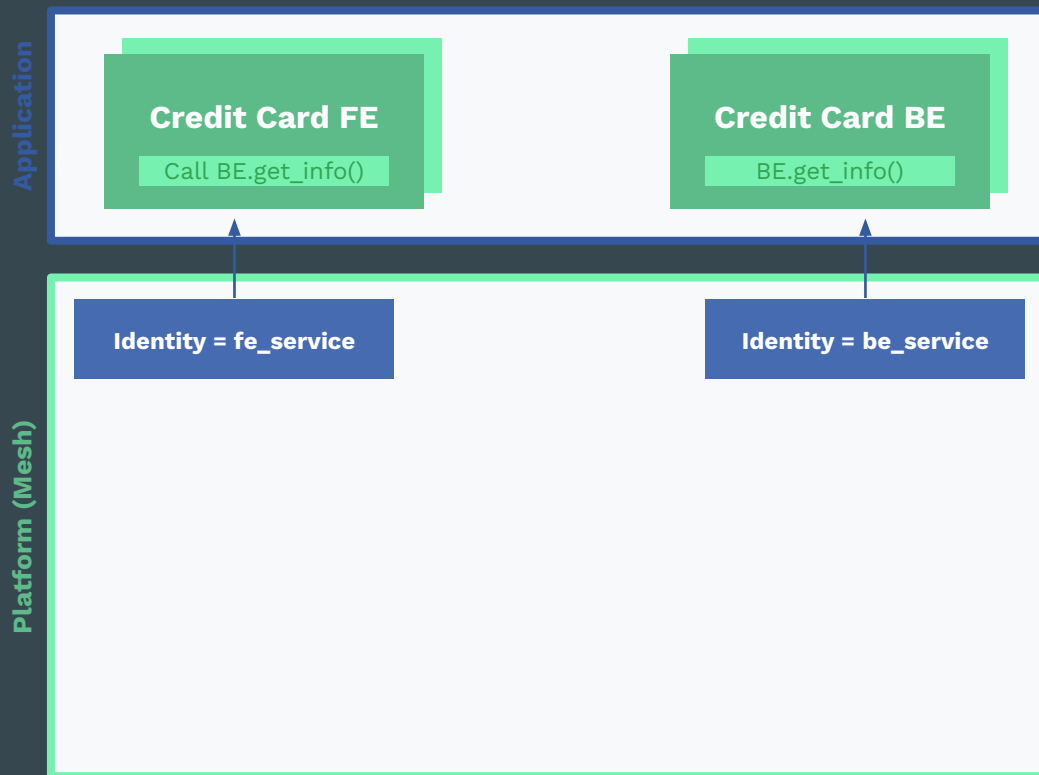 Application
Credit Card FE
Call BE.get_info()
Credit Card BE
BE.get_info()
Platform (Mesh)
Identity = fe_service
Identity = be_service